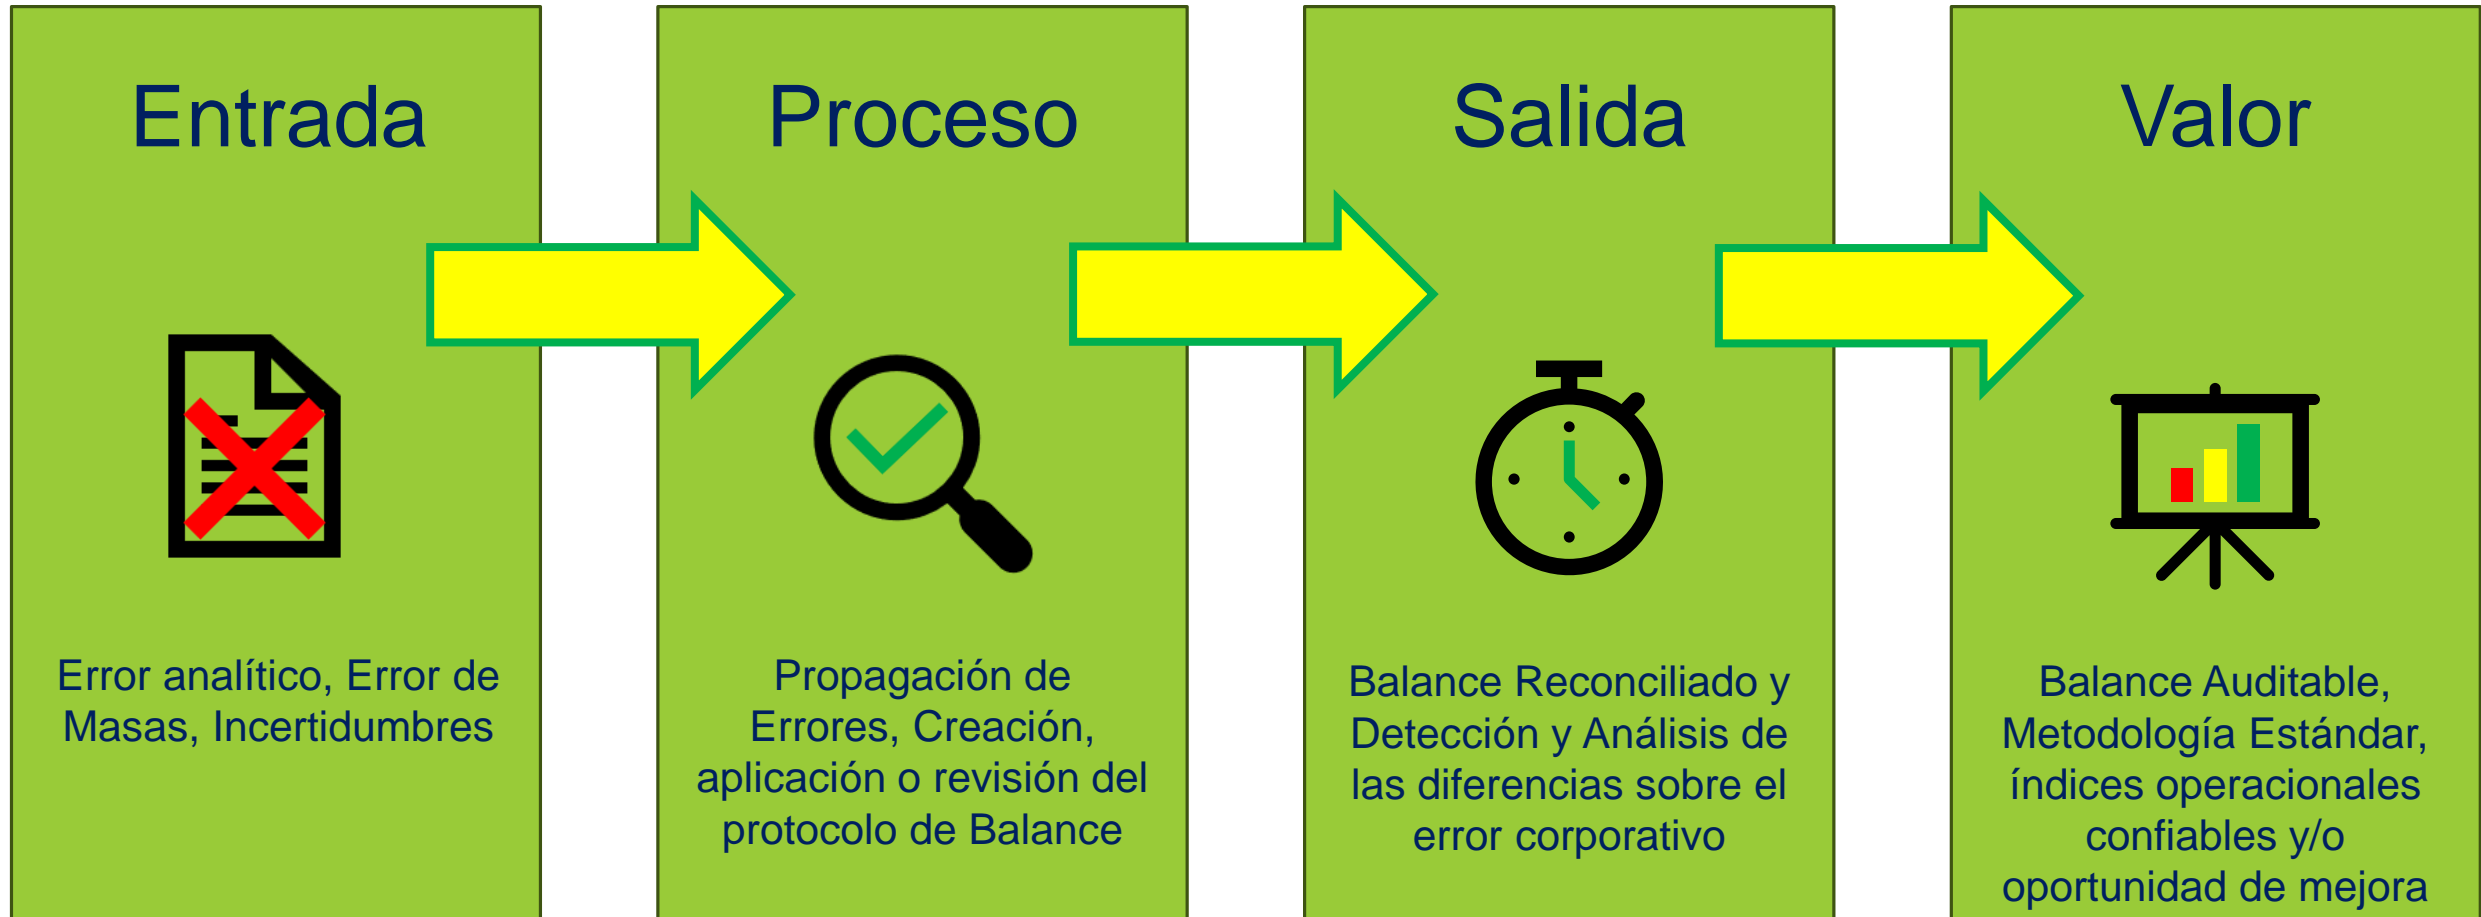 Entrada
Error analítico, Error de
Masas, Incertidumbres
Proceso
Propagación de
Errores, Creación,
aplicación o revisión del
protocolo de Balance
Salida
Balance Reconciliado y
Detección y Análisis de
las diferencias sobre el
error corporativo
Valor
Balance Auditable,
Metodología Estándar,
índices operacionales
confiables y/o
oportunidad de mejora